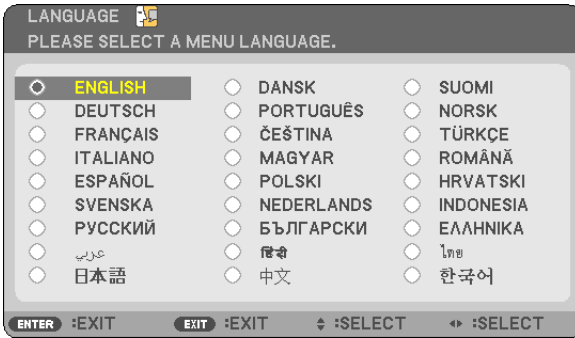 LANGUAGE
PLEASE SELECT A MENU LANGUAGE.
ENGLISH DANSK SUOMI
DEUTSCH PORTUGUÊS NORSK
FRANÇAIS ČEŠTINA TÜRKÇE
ITALIANO MAGYAR ROMÂNĂ
ESPAÑOL POLSKI HRVATSKI
SVENSKA NEDERLANDS INDONESIA
РУССКИЙ БЪЛГАРСКИ ΕΛΛΗΝΙΚΑ
عربي हिंदी ไทย
日本語 中文 한국어
ENTER :EXIT EXIT :EXIT :SELECT :SELECT